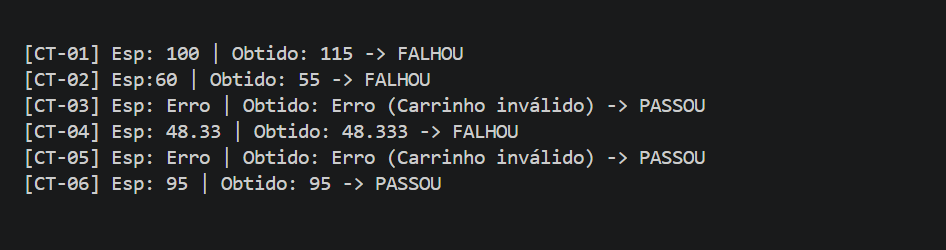 [CT-01] Esp: 100 | Obtido: 115 -> FALHOU
[CT-02] Esp:60 | Obtido: 55 -> FALHOU
[CT-03] Esp: Erro | Obtido: Erro (Carrinho inválido) -> PASSOU
[CT-04] Esp: 48.33 | Obtido: 48.333 -> FALHOU
[CT-05] Esp: Erro | Obtido: Erro (Carrinho inválido) -> PASSOU
[CT-06] Esp: 95 | Obtido: 95 -> PASSOU